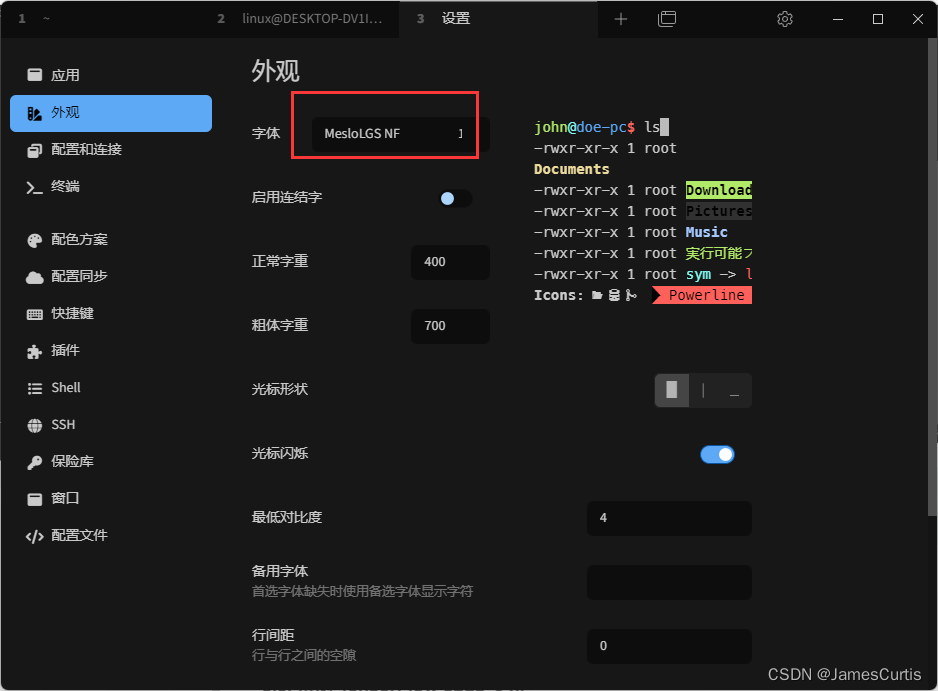 1 ~ 2 linux@DESKTOP-DV1I... 3 设置
应用
外观
配置和连接
终端
配色方案
配置同步
快捷键
插件
Shell
SSH
保险库
窗口
配置文件
外观
字体 MesloLGS NF
启用连结字
正常字重 400
粗体字重 700
john@doe-pc$ ls
-rwxr-xr-x 1 root
Documents
-rwxr-xr-x 1 root Download
-rwxr-xr-x 1 root Pictures
-rwxr-xr-x 1 root Music
-rwxr-xr-x 1 root 実行可能フ
-rwxr-xr-x 1 root sym -> l
Icons: Powerline
光标形状
光标闪烁
最低对比度 4
备用字体
首选字体缺失时使用备选字体显示字符
行间距 0
行与行之间的空隙
CSDN @JamesCurtis